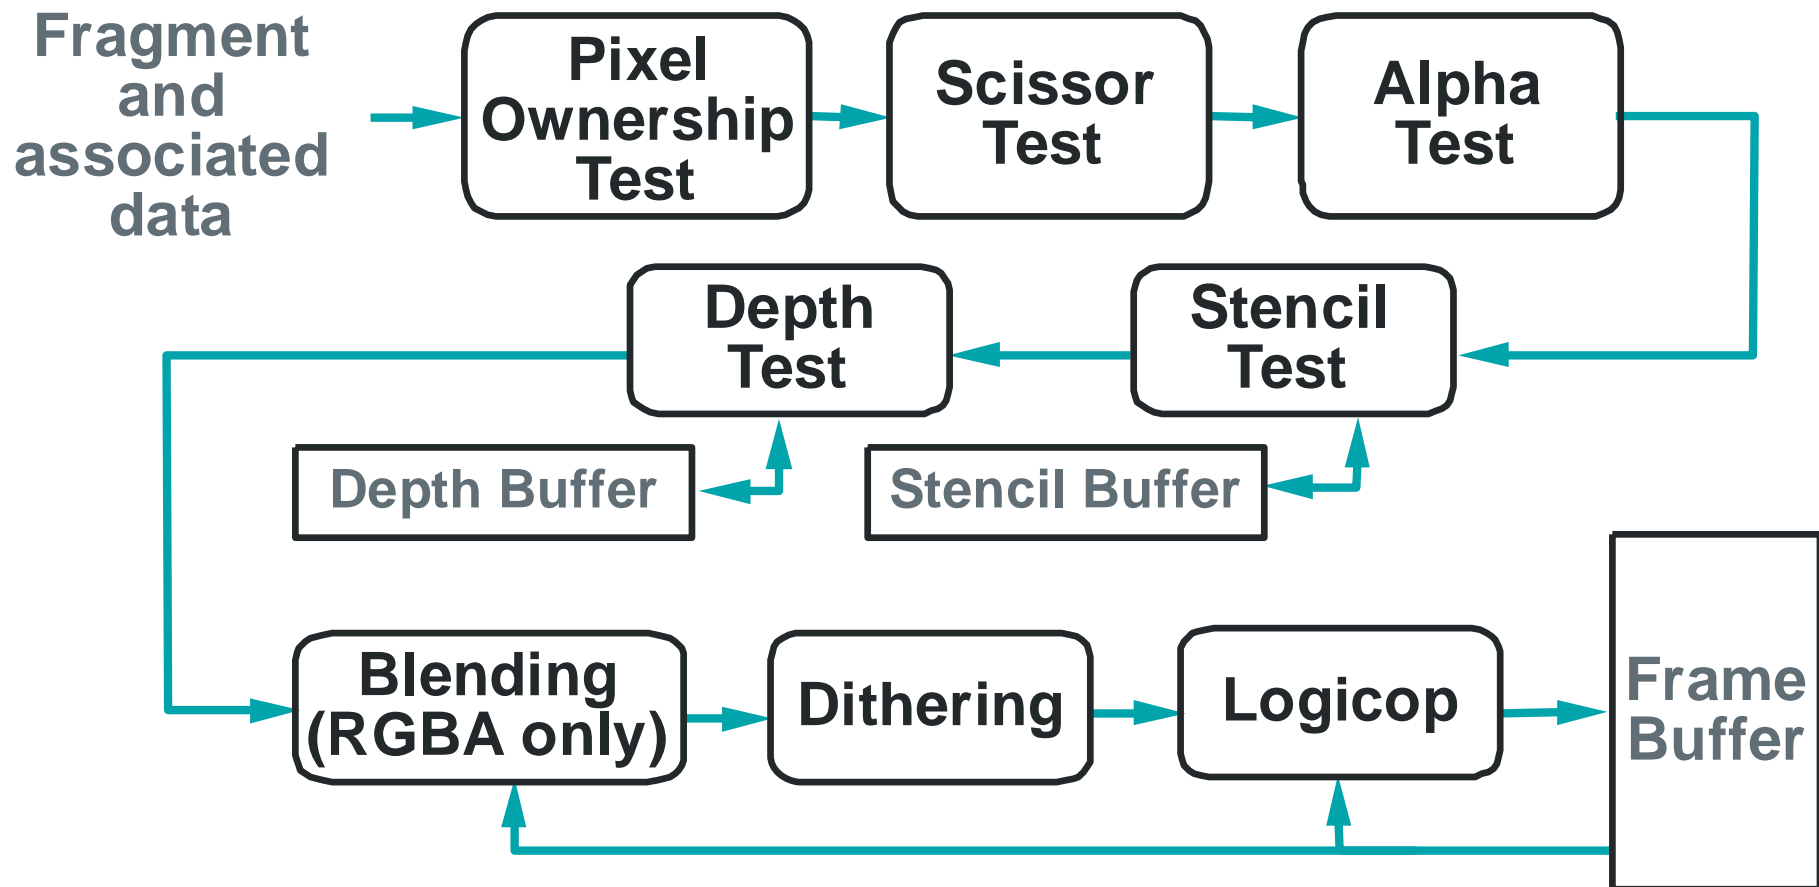 Fragment
and
associated
data
Pixel
Ownership
Test
Scissor
Test
Alpha
Test
Depth
Test
Stencil
Test
Depth Buffer
Stencil Buffer
Blending
(RGBA only)
Dithering
Logicop
Frame
Buffer